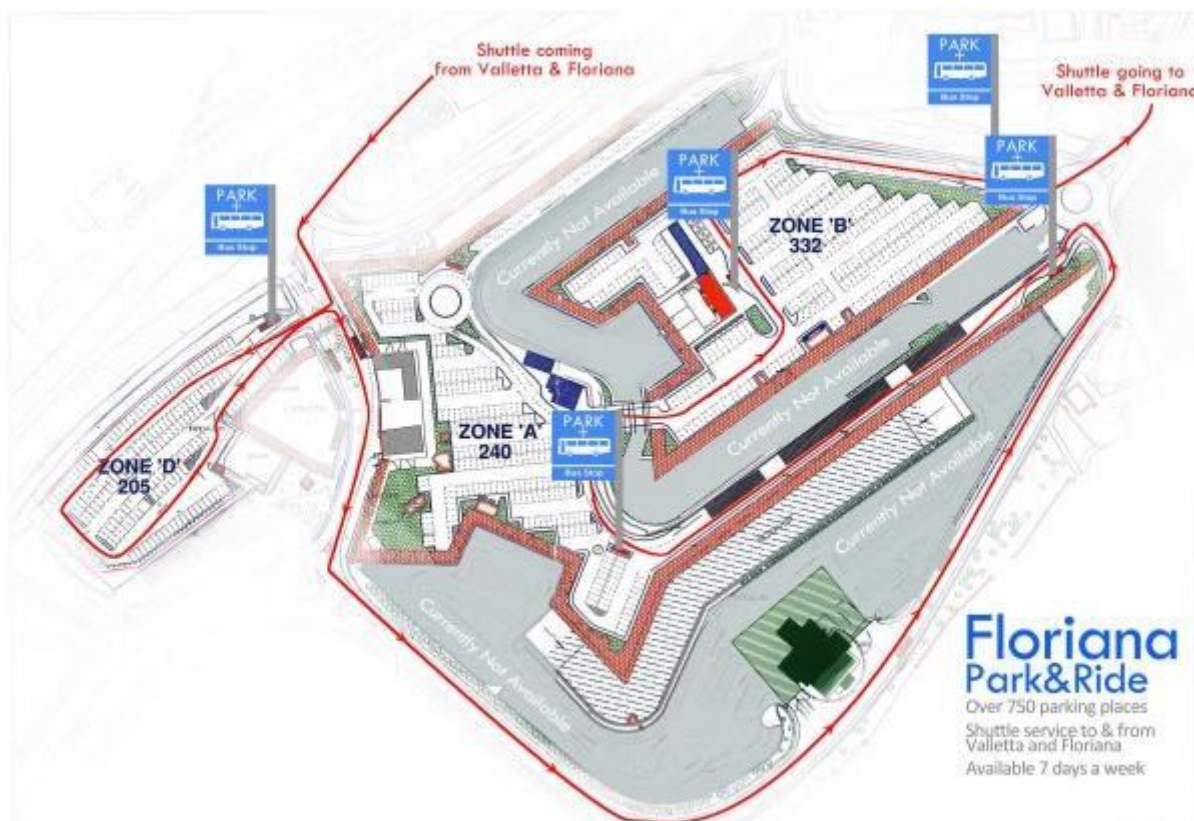 Shuttle coming
from Valletta & Floriana
PARK
+
Bus Stop
Shuttle going to
Valletta & Floriana
PARK
+
Bus Stop
PARK
+
Bus Stop
PARK
+
Bus Stop
Currently Not Available
ZONE 'B'
332
Currently Not Available
ZONE 'A'
240
PARK
+
Bus Stop
ZONE 'D'
205
Currently Not Available
Currently Not Available
Floriana
Park&Ride
Over 750 parking places
Shuttle service to & from
Valletta and Floriana
Available 7 days a week